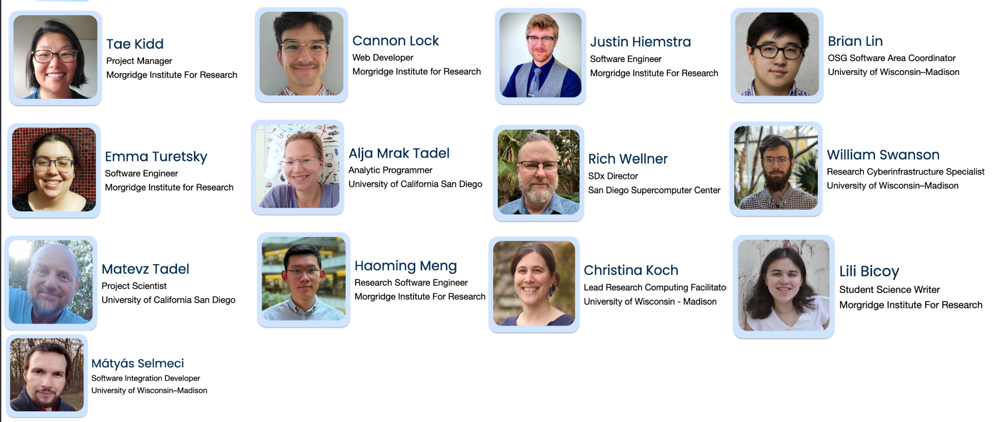 Tae Kidd
Project Manager
Morgridge Institute For Research
Cannon Lock
Web Developer
Morgridge Institute for Research
Justin Hiemstra
Software Engineer
Morgridge Institute For Research
Brian Lin
OSG Software Area Coordinator
University of Wisconsin–Madison
Emma Turetsky
Software Engineer
Morgridge Institute for Research
Alja Mrak Tadel
Analytic Programmer
University of California San Diego
Rich Wellner
SDx Director
San Diego Supercomputer Center
William Swanson
Research Cyberinfrastructure Specialist
University of Wisconsin–Madison
Matevz Tadel
Project Scientist
University of California San Diego
Haoming Meng
Research Software Engineer
Morgridge Institute For Research
Christina Koch
Lead Research Computing Facilitato
University of Wisconsin - Madison
Lili Bicoy
Student Science Writer
Morgridge Institute For Research
Mátyás Selmeci
Software Integration Developer
University of Wisconsin–Madison